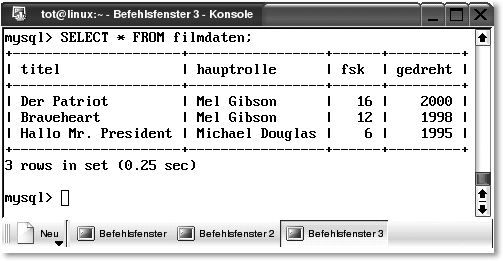 tot@linux:~ - Befehlsfenster 3 - Konsole
mysql> SELECT * FROM filmdaten;
+--------------------+-----------------+------+---------+
| titel              | hauptrolle      | fsk  | gedreht |
+--------------------+-----------------+------+---------+
| Der Patriot        | Mel Gibson      |   16 |    2000 |
| Braveheart         | Mel Gibson      |   12 |    1998 |
| Hallo Mr. President | Michael Douglas |    6 |    1995 |
+--------------------+-----------------+------+---------+
3 rows in set (0.25 sec)
mysql>
Neu Befehlsfenster Befehlsfenster 2 Befehlsfenster 3